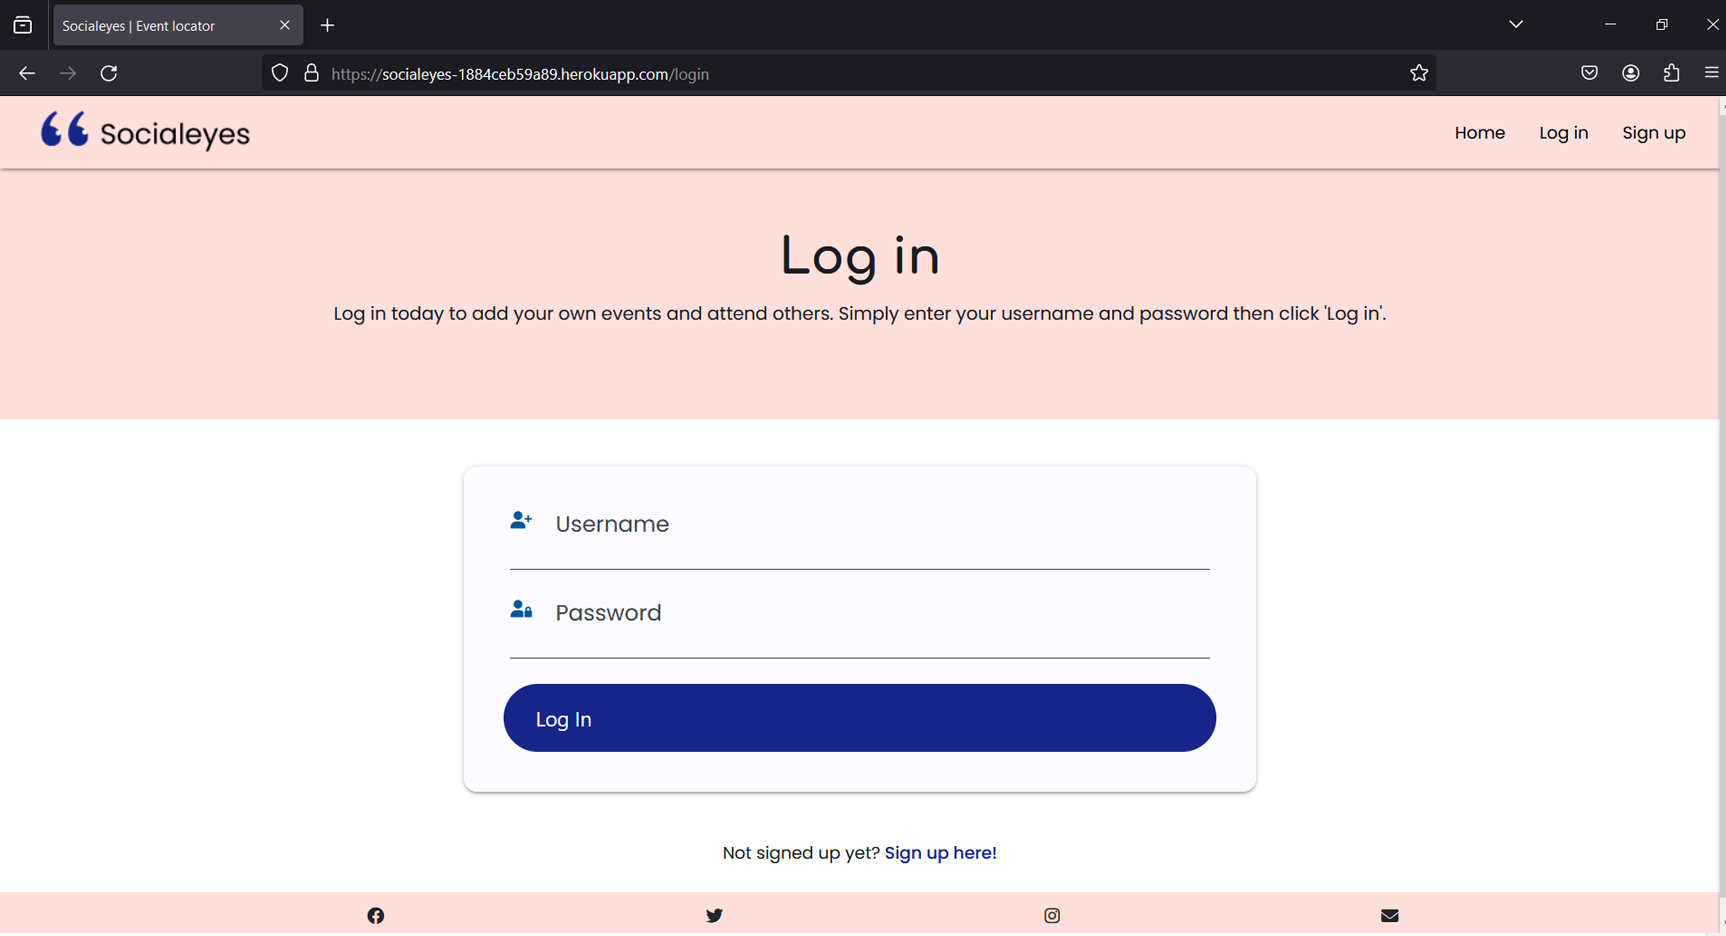 Socialeyes | Event locator
https://socialeyes-1884ceb59a89.herokuapp.com/login
Socialeyes
Home
Log in
Sign up
Log in
Log in today to add your own events and attend others. Simply enter your username and password then click 'Log in'.
Username
Password
Log In
Not signed up yet? Sign up here!